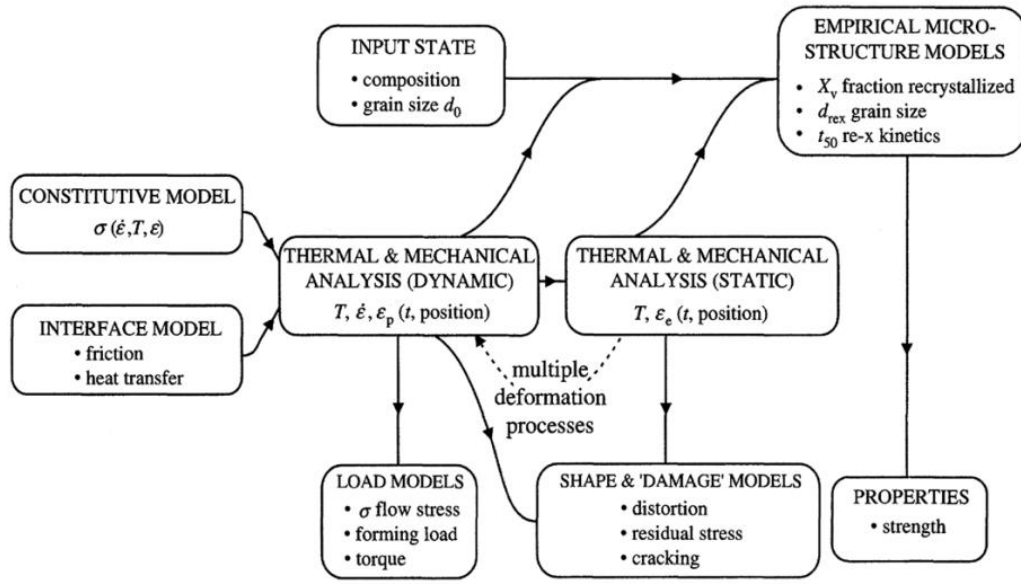 INPUT STATE
• composition
• grain size d₀
EMPIRICAL MICRO-
STRUCTURE MODELS
• Xᵥ fraction recrystallized
• d_rex grain size
• t₅₀ re-x kinetics
CONSTITUTIVE MODEL
σ (ε̇,T,ε)
INTERFACE MODEL
• friction
• heat transfer
THERMAL & MECHANICAL
ANALYSIS (DYNAMIC)
T, ε̇, εₚ (t, position)
THERMAL & MECHANICAL
ANALYSIS (STATIC)
T, εₑ (t, position)
multiple
deformation
processes
LOAD MODELS
• σ flow stress
• forming load
• torque
SHAPE & 'DAMAGE' MODELS
• distortion
• residual stress
• cracking
PROPERTIES
• strength